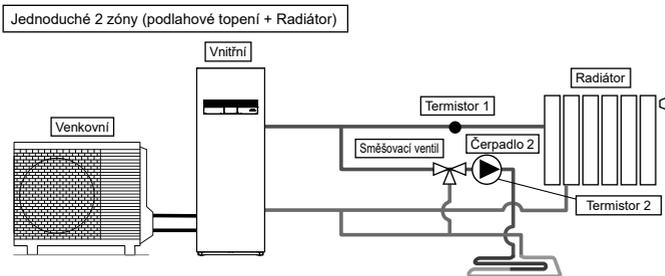 Jednoduché 2 zóny (podlahové topení + Radiátor)
Vnitřní
Radiátor
Termistor 1
Venkovní
Směšovací ventil
Čerpadlo 2
Termistor 2